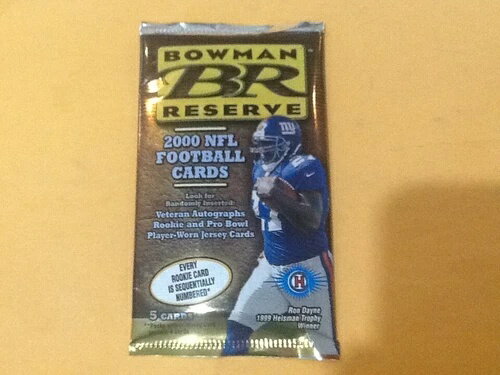 BOWMAN
BR
RESERVE
2000 NFL
FOOTBALL
CARDS
Look for
Randomly Inserted:
Veteran Autographs
Rookie and Pro Bowl
Player-Worn Jersey Cards
EVERY
ROOKIE CARD
IS SEQUENTIALLY
NUMBERED*
H
Ron Dayne
1999 Heisman Trophy
Winner
5 CARDS